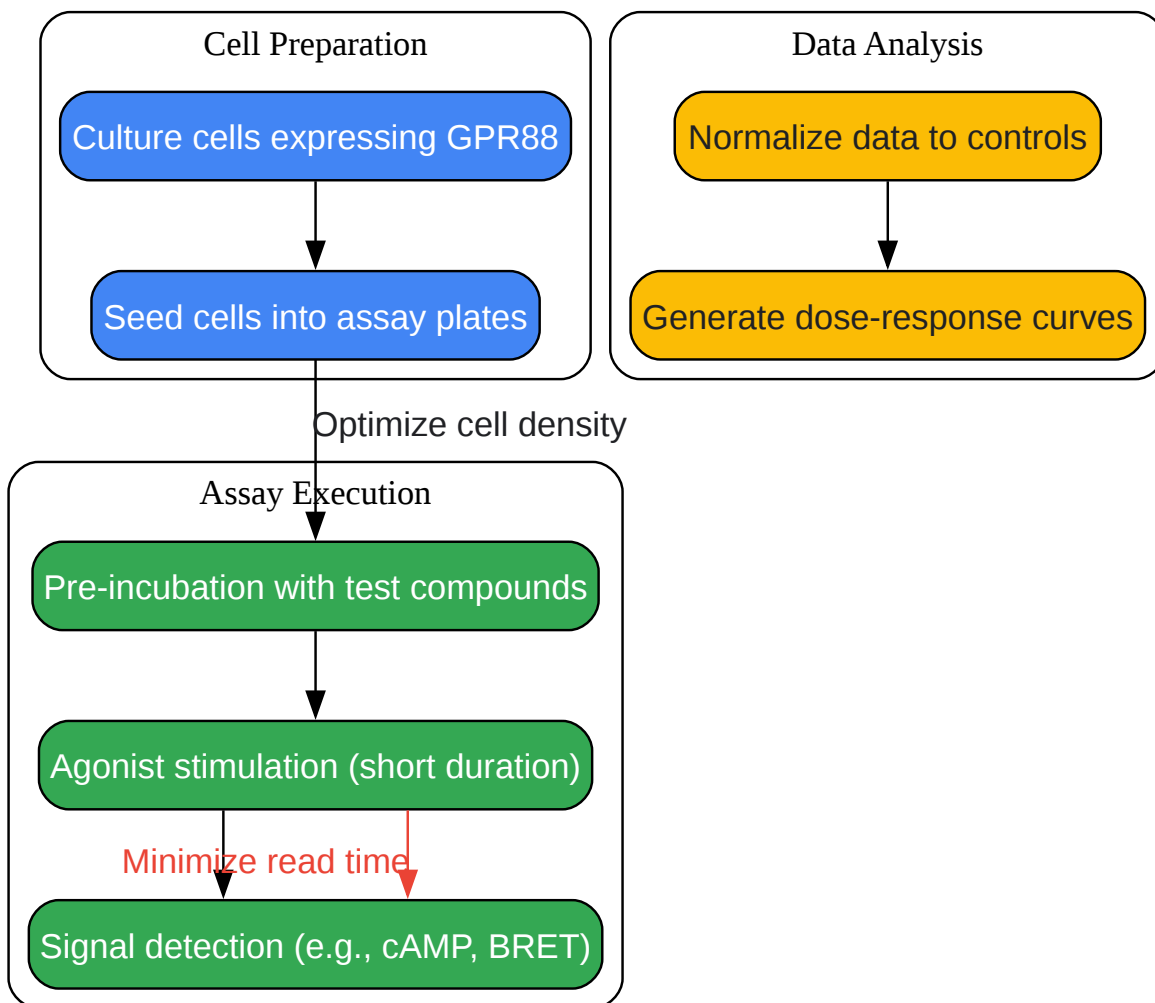 Cell Preparation
Culture cells expressing GPR88
Seed cells into assay plates
Optimize cell density
Assay Execution
Pre-incubation with test compounds
Agonist stimulation (short duration)
Minimize read time
Signal detection (e.g., cAMP, BRET)
Data Analysis
Normalize data to controls
Generate dose-response curves